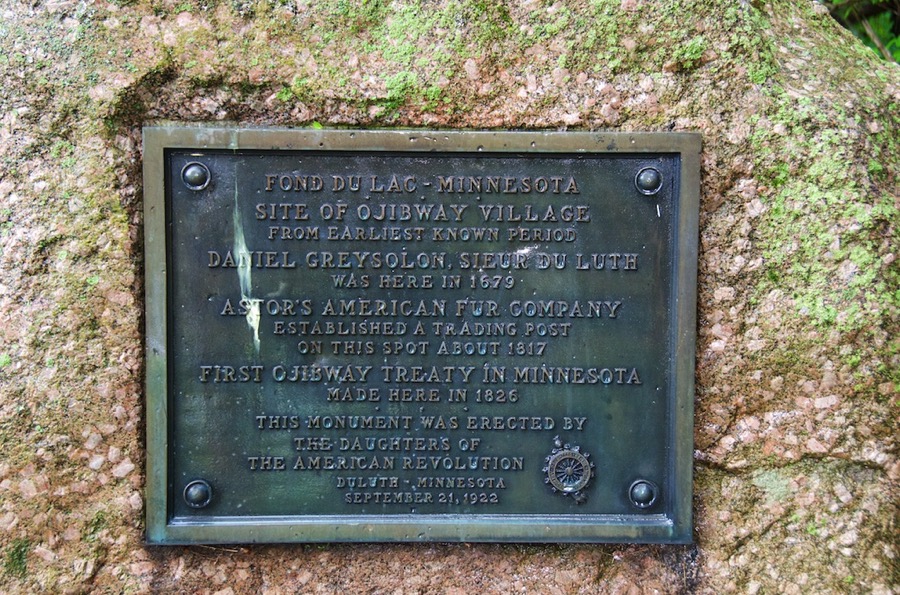 FOND DU LAC - MINNESOTA
SITE OF OJIBWAY VILLAGE
FROM EARLIEST KNOWN PERIOD
DANIEL GREYSOLON, SIEUR DU LUTH
WAS HERE IN 1679
ASTOR'S AMERICAN FUR COMPANY
ESTABLISHED A TRADING POST
ON THIS SPOT ABOUT 1817
FIRST OJIBWAY TREATY IN MINNESOTA
MADE HERE IN 1826
THIS MONUMENT WAS ERECTED BY
THE DAUGHTERS OF
THE AMERICAN REVOLUTION
DULUTH - MINNESOTA
SEPTEMBER 21, 1922